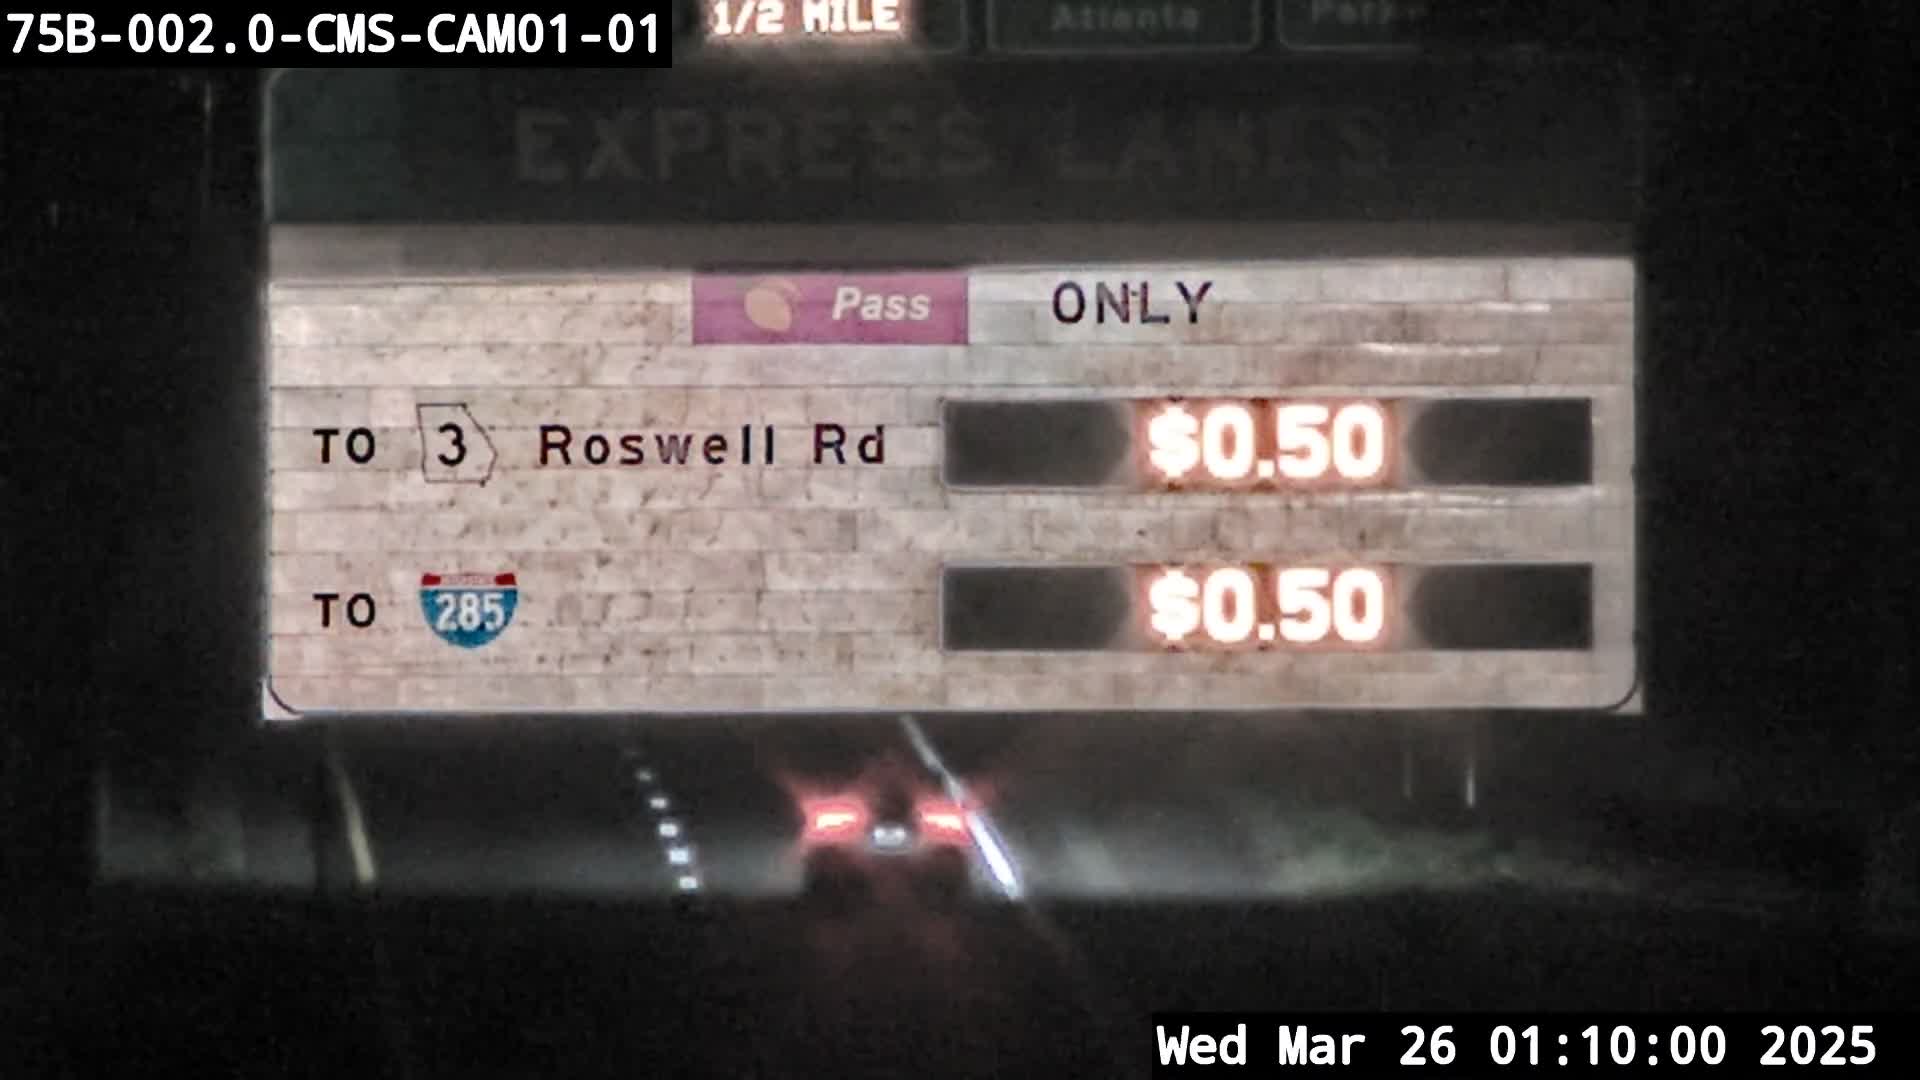 75B-002.0-CMS-CAM01-01
1/2 MILE
Atlanta
EXPRESS LANES
Pass ONLY
TO 3 Roswell Rd $0.50
TO 285 $0.50
Wed Mar 26 01:10:00 2025